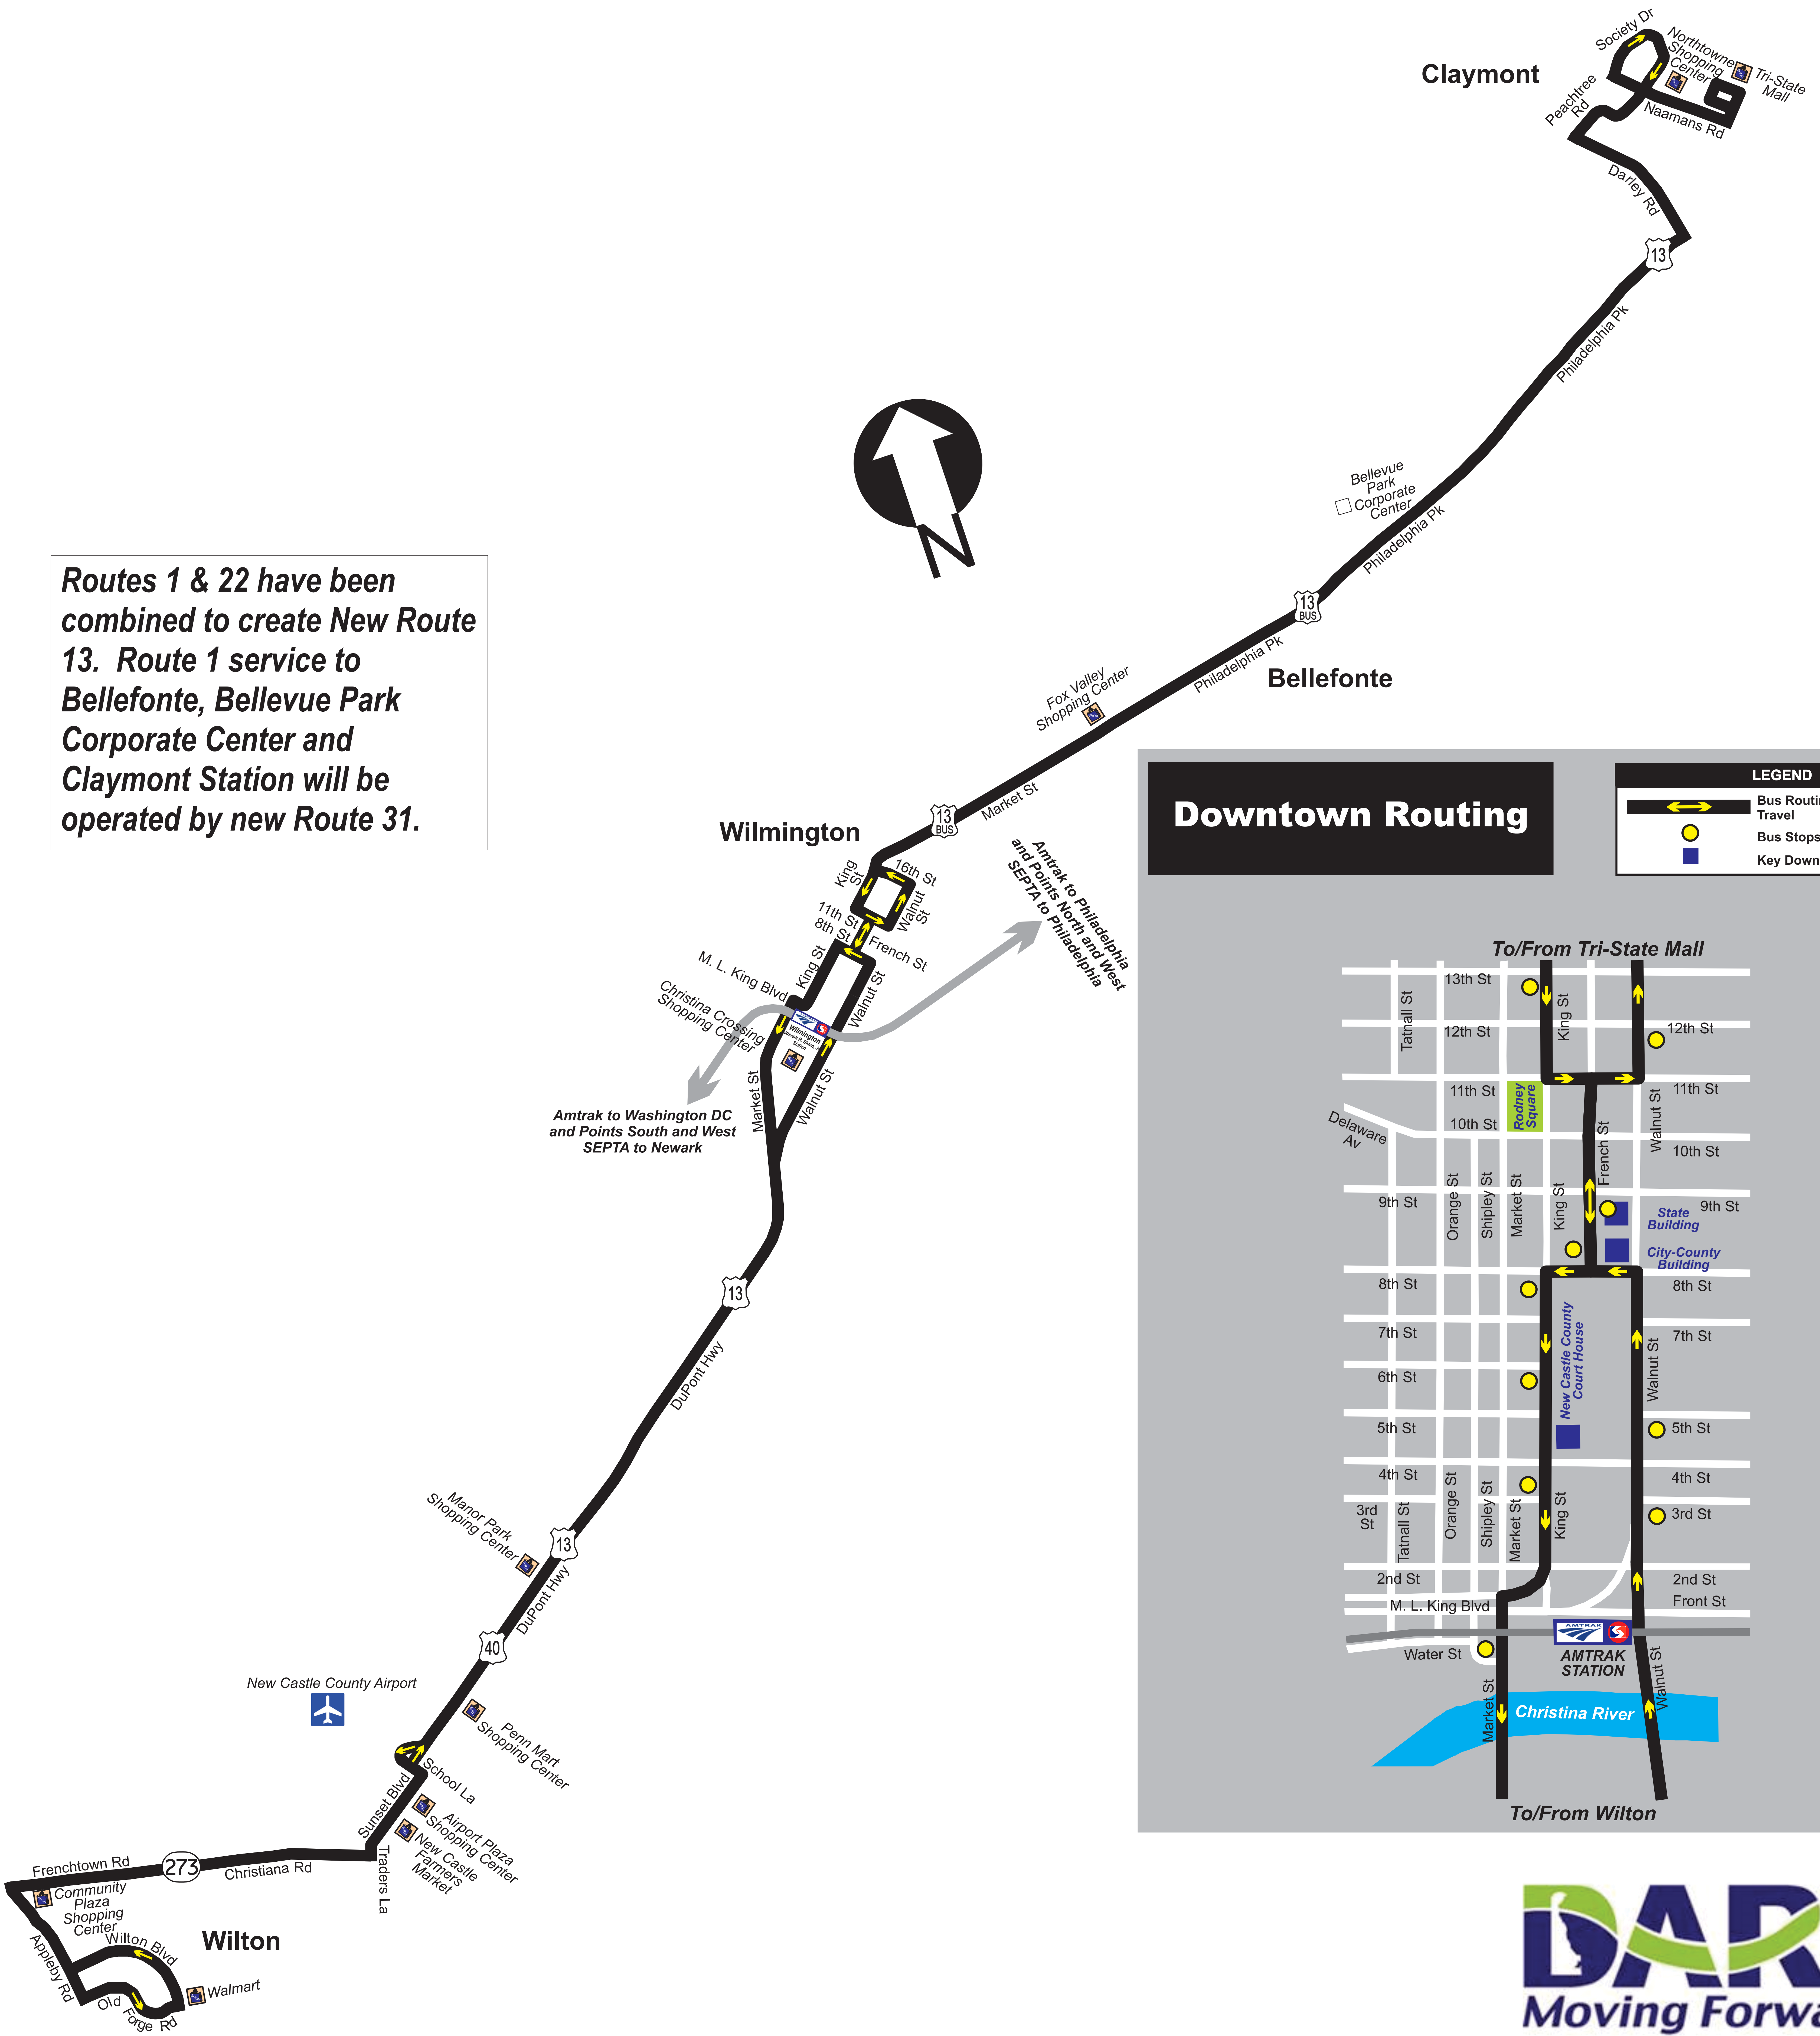 Claymont
Society Dr
Northtowne
Shopping
Center
Tri-State
Mall
Peachtree
Rd
Naamans Rd
Darley Rd
13
Philadelphia Pk
Bellevue
Park
Corporate
Center
Philadelphia Pk
13
BUS
Philadelphia Pk
Bellefonte
Fox Valley
Shopping Center
Routes 1 & 22 have been
combined to create New Route
13. Route 1 service to
Bellefonte, Bellevue Park
Corporate Center and
Claymont Station will be
operated by new Route 31.
Market St
13
BUS
Wilmington
King
St
16th St
Walnut
St
11th St
8th St
French St
King St
Walnut St
M. L. King Blvd
Christina Crossing
Shopping Center
Wilmington
Joseph R. Biden, Jr.
Station
Amtrak to Philadelphia
and Points North and West
SEPTA to Philadelphia
Amtrak to Washington DC
and Points South and West
SEPTA to Newark
Market St
Walnut St
13
DuPont Hwy
Manor Park
Shopping Center
13
DuPont Hwy
40
New Castle County Airport
Penn Mart
Shopping Center
School La
Sunset Blvd
Airport Plaza
Shopping Center
New Castle
Farmers
Market
Traders La
Frenchtown Rd
273
Christiana Rd
Community
Plaza
Shopping
Center
Wilton
Wilton Blvd
Appleby Rd
Old Forge Rd
Walmart
Downtown Routing
LEGEND
Bus Routi
Travel
Bus Stops
Key Down
To/From Tri-State Mall
13th St
Tatnall St
12th St
King St
12th St
11th St
Rodney
Square
Walnut St
11th St
Delaware
Av
10th St
French St
10th St
9th St
Orange St
Shipley St
Market St
King St
State
Building
9th St
City-County
Building
8th St
8th St
7th St
New Castle County
Court House
7th St
6th St
Walnut St
5th St
5th St
4th St
4th St
3rd
St
Tatnall St
Orange St
Shipley St
Market St
King St
3rd St
2nd St
2nd St
M. L. King Blvd
Front St
AMTRAK
Water St
AMTRAK
STATION
Market St
Walnut St
Christina River
To/From Wilton
DAR
Moving Forwa